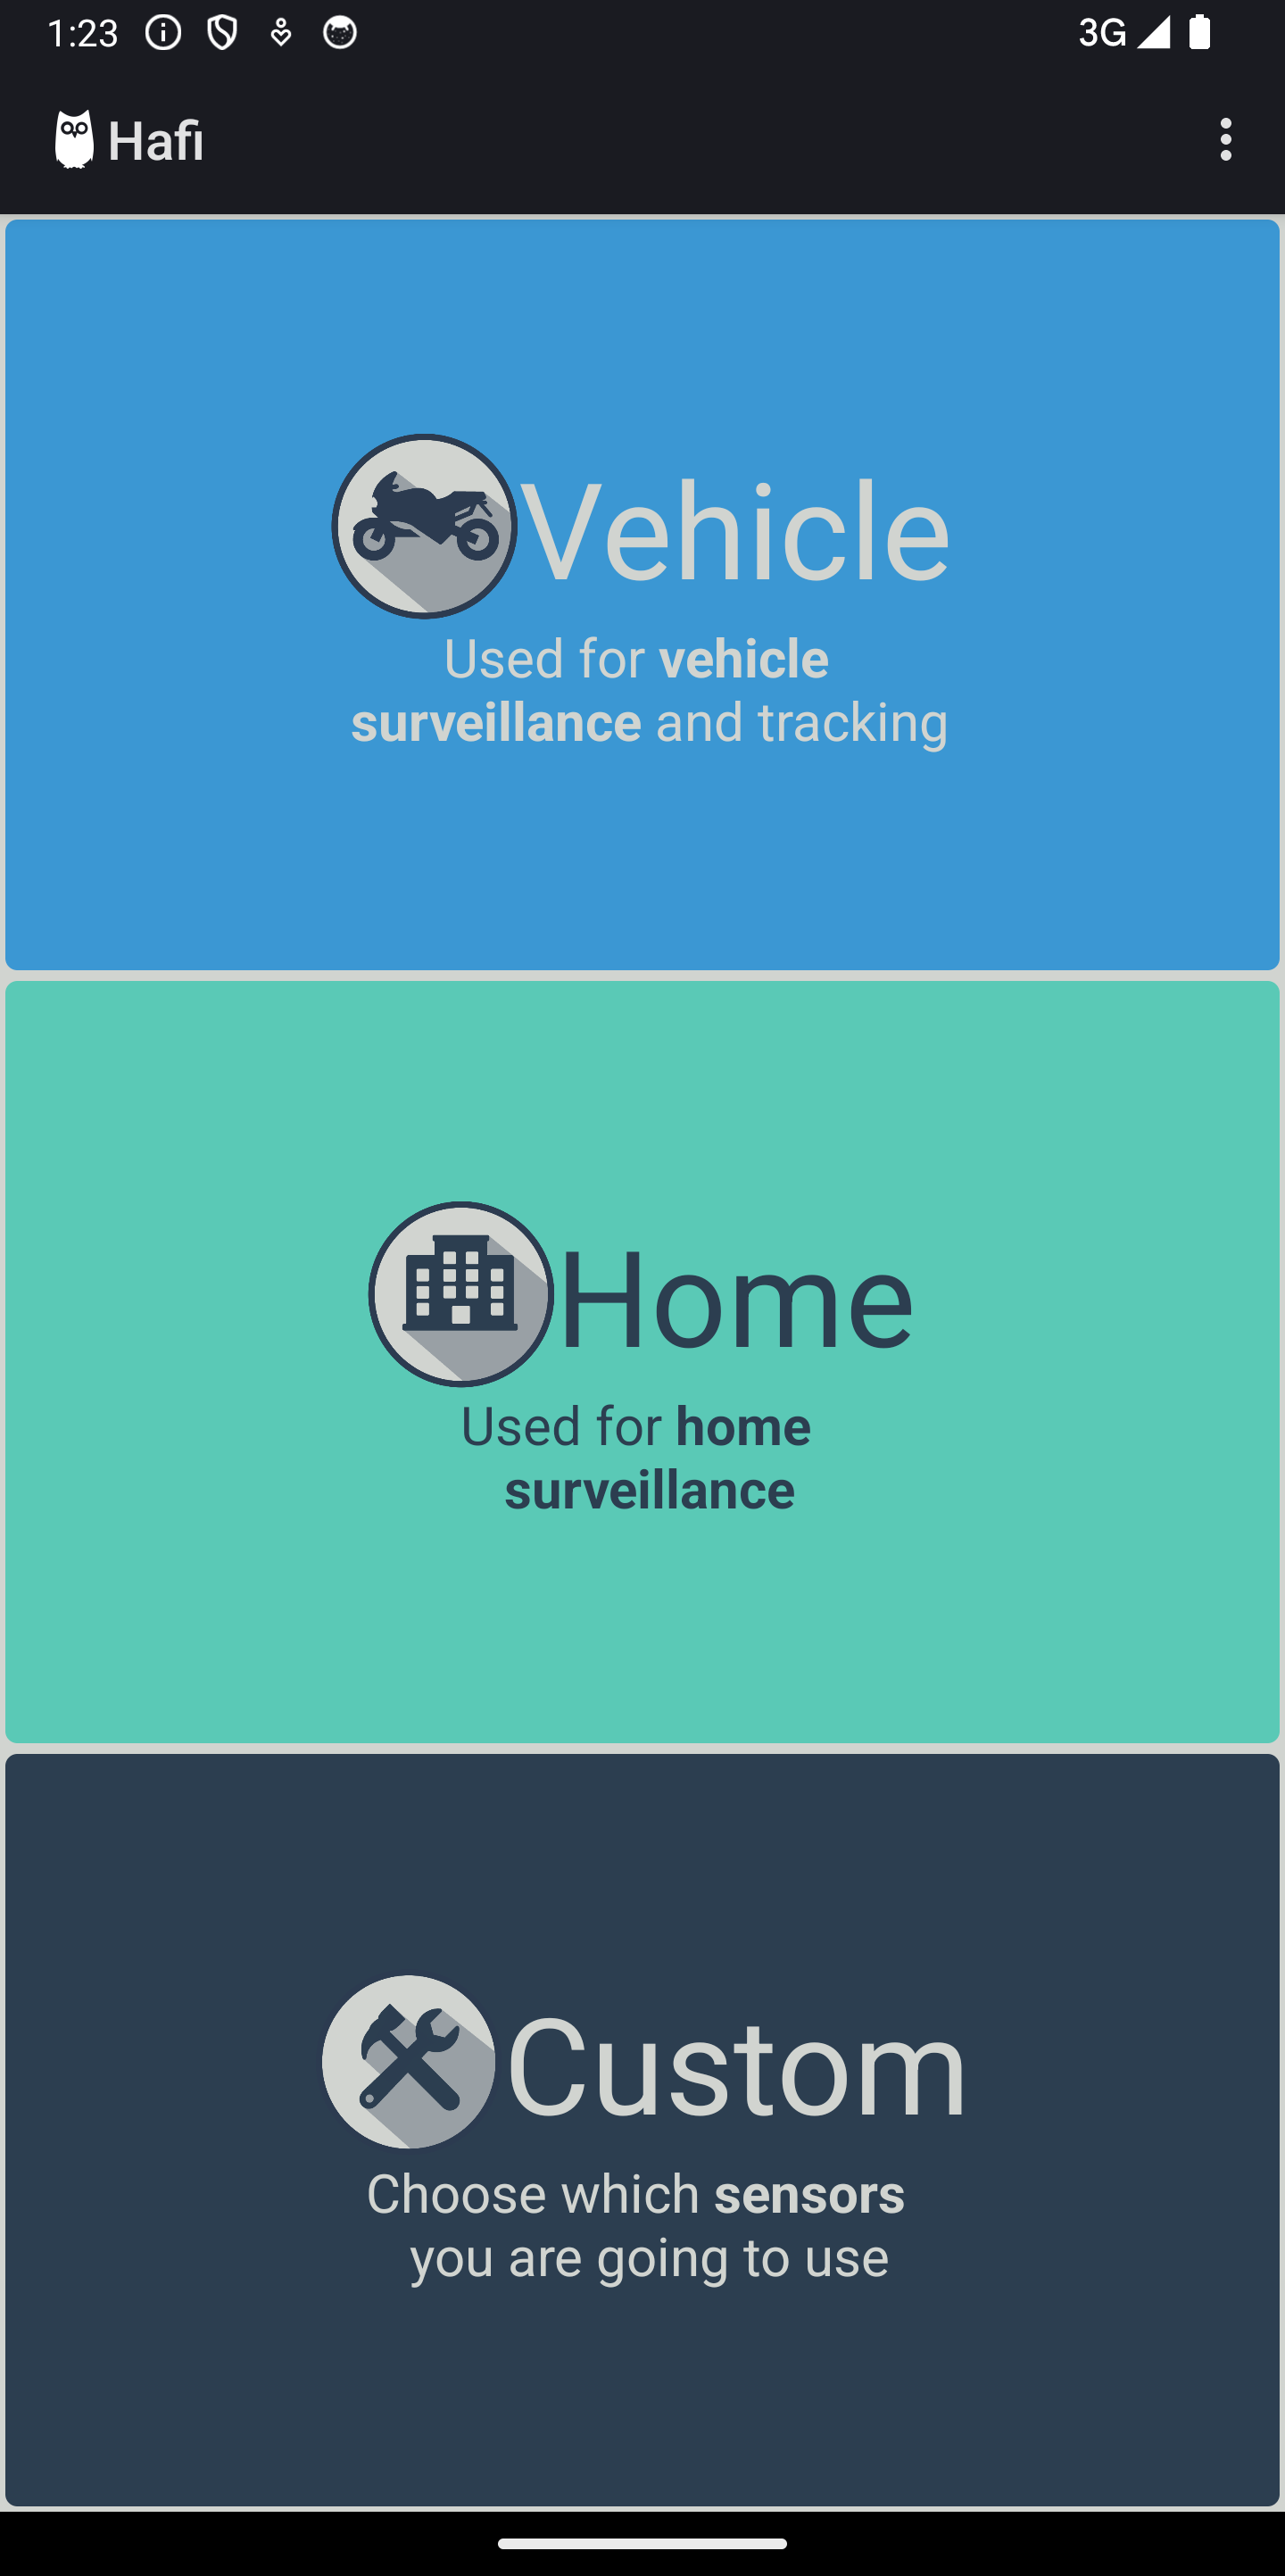 1:23
3G
Hafi
Vehicle
Used for vehicle
surveillance and tracking
Home
Used for home
surveillance
Custom
Choose which sensors
you are going to use